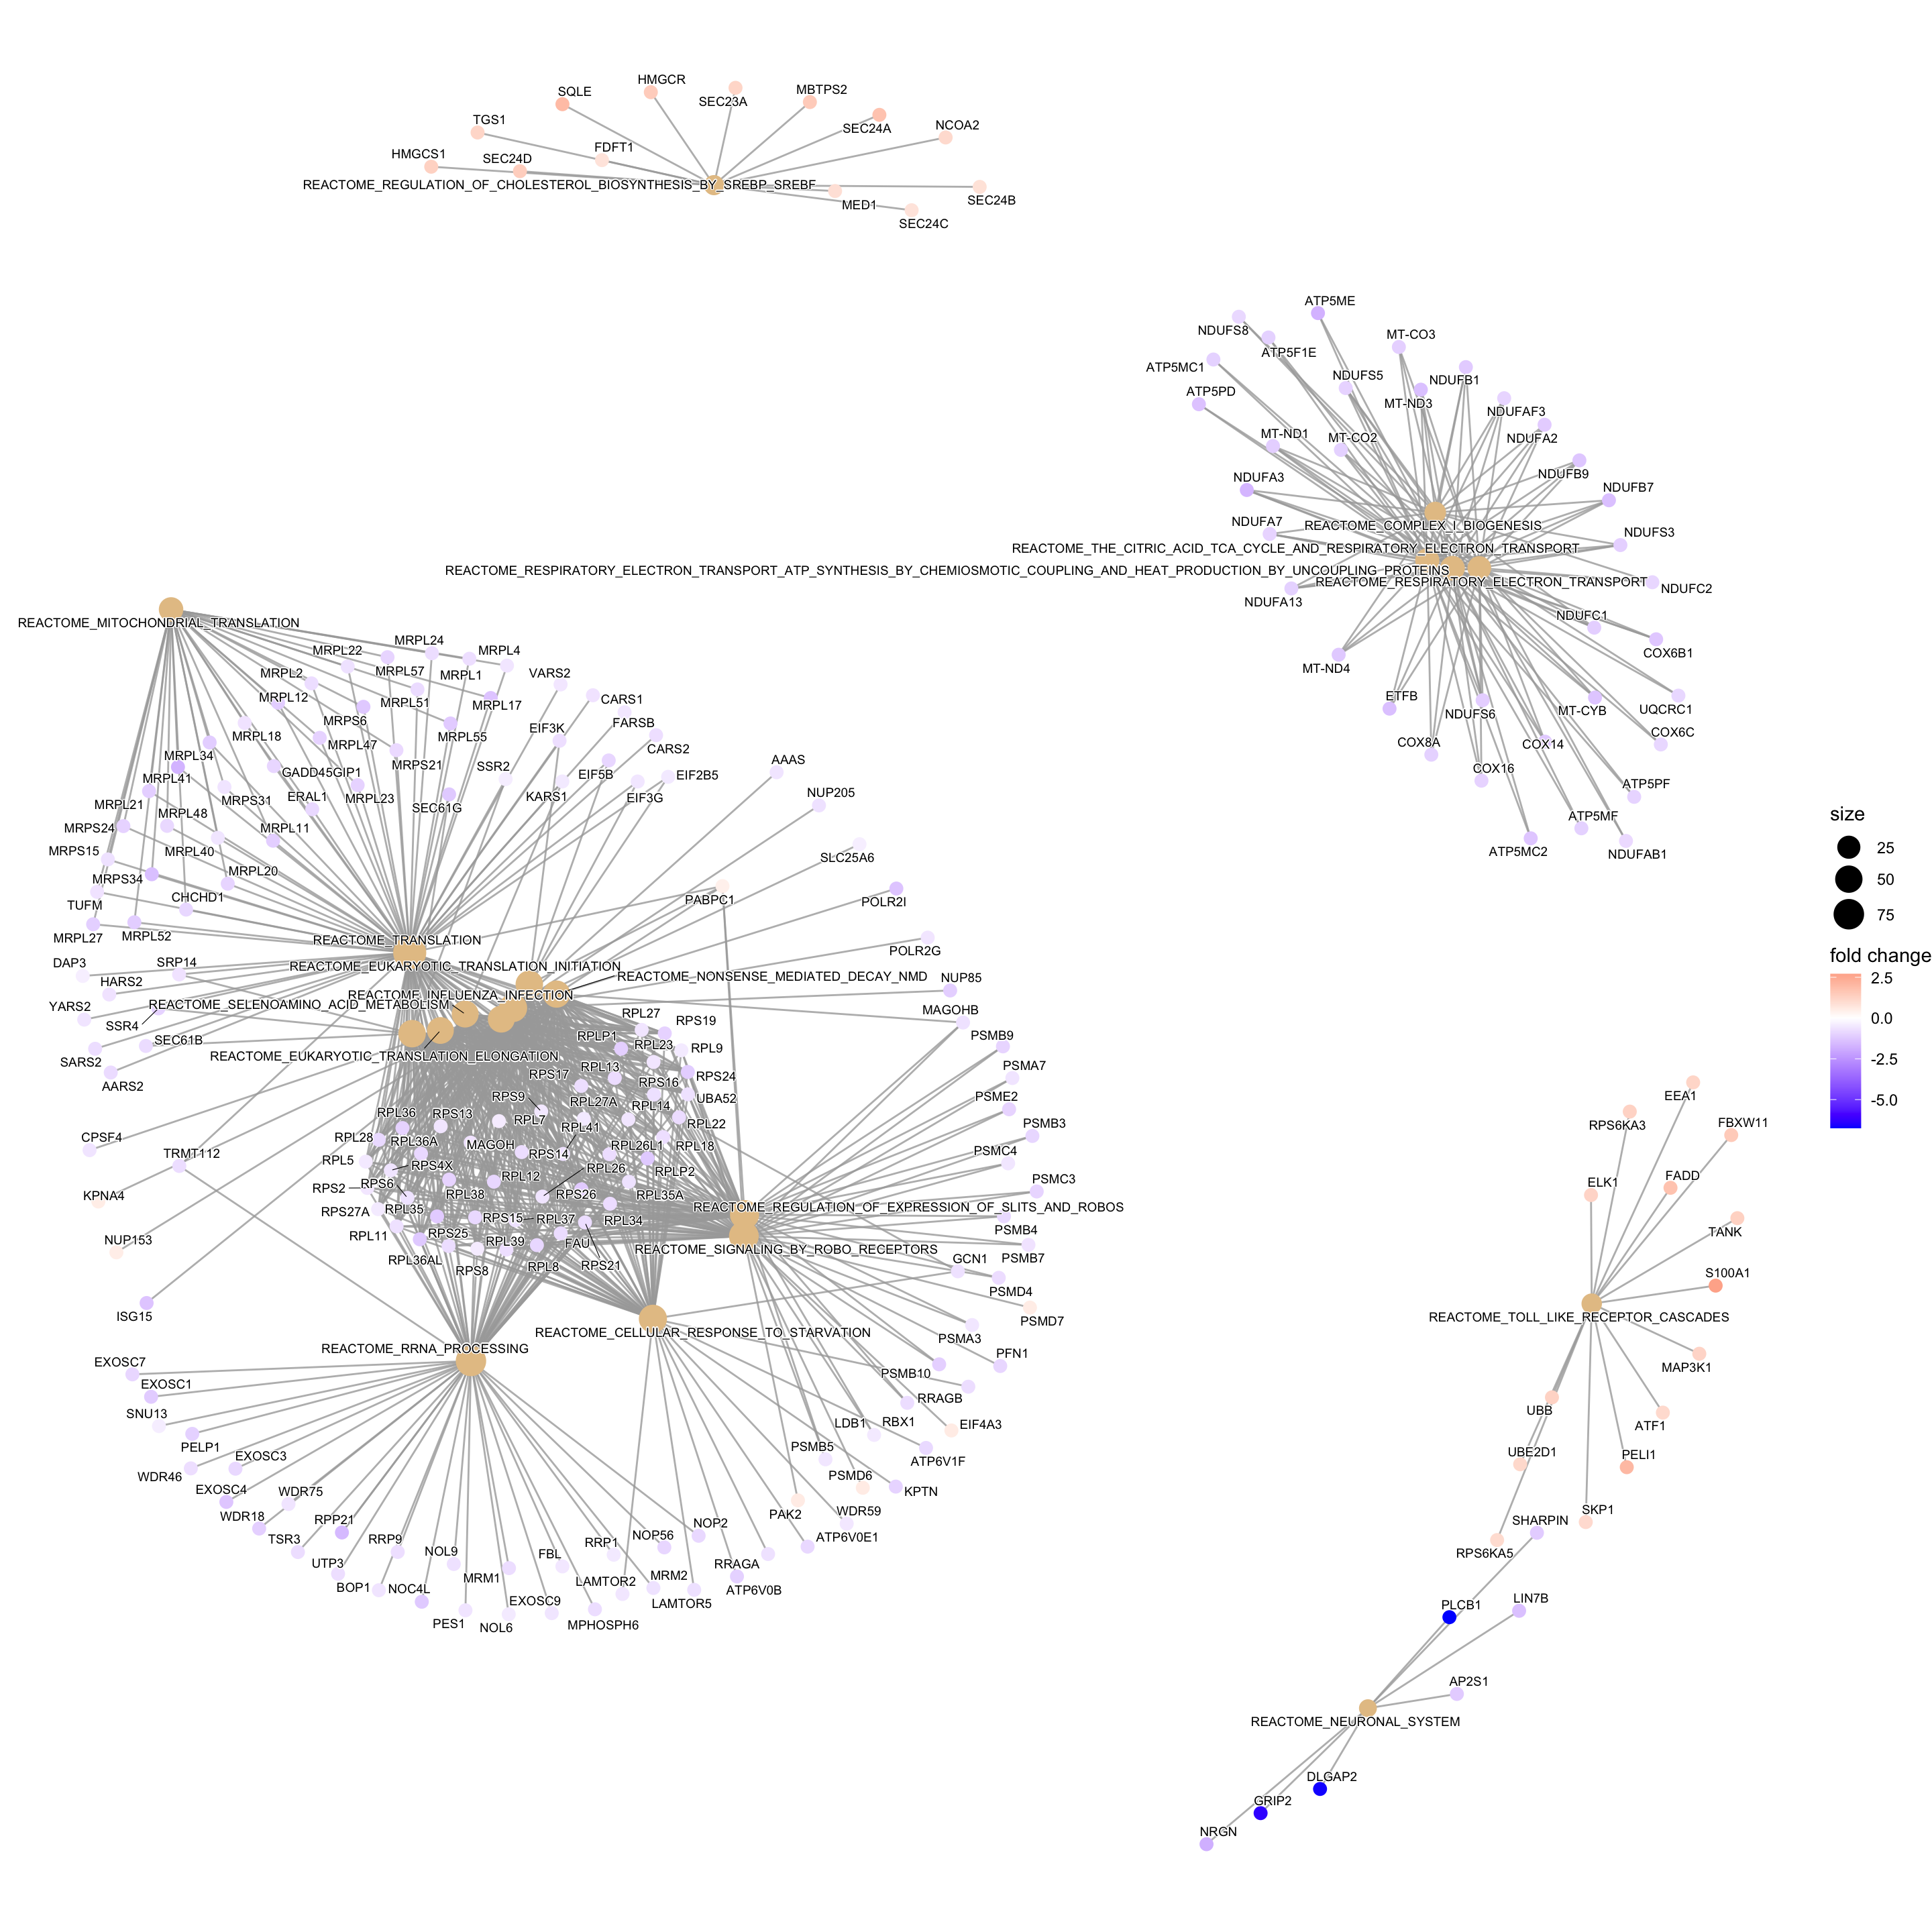 HMGCR
SQLE
SEC23A
MBTPS2
TGS1
SEC24A
NCOA2
HMGCS1
SEC24D
FDFT1
REACTOME_REGULATION_OF_CHOLESTEROL_BIOSYNTHESIS_BY_SREBP_SREBF
MED1
SEC24B
SEC24C
ATP5ME
NDUFS8
ATP5F1E
MT-CO3
ATP5MC1
NDUFS5
NDUFB1
ATP5PD
MT-ND3
NDUFAF3
MT-ND1
MT-CO2
NDUFA2
NDUFA3
NDUFB9
NDUFB7
NDUFA7
REACTOME_COMPLEX_I_BIOGENESIS
NDUFS3
REACTOME_THE_CITRIC_ACID_TCA_CYCLE_AND_RESPIRATORY_ELECTRON_TRANSPORT
REACTOME_RESPIRATORY_ELECTRON_TRANSPORT_ATP_SYNTHESIS_BY_CHEMIOSMOTIC_COUPLING_AND_HEAT_PRODUCTION_BY_UNCOUPLING_PROTEINS
REACTOME_RESPIRATORY_ELECTRON_TRANSPORT
NDUFC2
NDUFA13
NDUFC1
COX6B1
MT-ND4
ETFB
NDUFS6
MT-CYB
UQCRC1
COX8A
COX14
COX6C
COX16
ATP5PF
ATP5MC2
ATP5MF
NDUFAB1
REACTOME_MITOCHONDRIAL_TRANSLATION
MRPL24
MRPL22
MRPL4
MRPL2
MRPL57
MRPL1
VARS2
MRPL12
MRPL51
MRPL17
CARS1
MRPS6
FARSB
MRPL18
MRPL47
MRPL55
EIF3K
CARS2
MRPL34
MRPS21
SSR2
EIF5B
EIF2B5
AAAS
MRPL41
GADD45GIP1
MRPL21
MRPS31
ERAL1
MRPL23
SEC61G
KARS1
EIF3G
NUP205
MRPS24
MRPL48
MRPL11
MRPS15
MRPL40
SLC25A6
MRPS34
MRPL20
TUFM
CHCHD1
PABPC1
POLR2I
MRPL27
MRPL52
REACTOME_TRANSLATION
POLR2G
DAP3
SRP14
REACTOME_EUKARYOTIC_TRANSLATION_INITIATION
REACTOME_NONSENSE_MEDIATED_DECAY_NMD
NUP85
HARS2
REACTOME_INFLUENZA_INFECTION
REACTOME_SELENOAMINO_ACID_METABOLISM
YARS2
SSR4
RPL27
RPS19
MAGOHB
SEC61B
RPLP1
RPL23
RPL9
PSMB9
SARS2
REACTOME_EUKARYOTIC_TRANSLATION_ELONGATION
AARS2
RPS17
RPL13
RPS16
RPS24
PSMA7
RPS9
RPL27A
RPL14
UBA52
PSME2
RPL36
RPS13
RPL7
RPL41
RPL22
PSMB3
CPSF4
RPL28
RPL36A
MAGOH
RPS14
RPL26L1
RPL18
PSMC4
TRMT112
RPL5
RPS4X
RPL26
RPLP2
RPS6
RPL12
PSMC3
KPNA4
RPS2
RPL38
RPS26
RPL35A
RPS27A
RPL35
RPS15
RPL37
RPL34
REACTOME_REGULATION_OF_EXPRESSION_OF_SLITS_AND_ROBOS
NUP153
RPL11
RPS25
RPL39
FAU
PSMB4
RPL36AL
RPS8
RPL8
RPS21
REACTOME_SIGNALING_BY_ROBO_RECEPTORS
GCN1
PSMB7
ISG15
PSMD4
PSMD7
REACTOME_CELLULAR_RESPONSE_TO_STARVATION
PSMA3
REACTOME_RRNA_PROCESSING
EXOSC7
PFN1
EXOSC1
PSMB10
RRAGB
SNU13
LDB1
RBX1
EIF4A3
PELP1
EXOSC3
PSMB5
ATP6V1F
WDR46
PSMD6
EXOSC4
WDR75
KPTN
WDR18
RPP21
PAK2
WDR59
TSR3
RRP9
NOL9
FBL
RRP1
NOP56
NOP2
ATP6V0E1
UTP3
RRAGA
BOP1
NOC4L
MRM1
LAMTOR2
MRM2
ATP6V0B
EXOSC9
LAMTOR5
PES1
NOL6
MPHOSPH6
EEA1
RPS6KA3
FBXW11
ELK1
FADD
TANK
S100A1
REACTOME_TOLL_LIKE_RECEPTOR_CASCADES
MAP3K1
UBB
ATF1
UBE2D1
PELI1
SKP1
SHARPIN
RPS6KA5
PLCB1
LIN7B
AP2S1
REACTOME_NEURONAL_SYSTEM
DLGAP2
GRIP2
NRGN
size
25
50
75
fold change
2.5
0.0
-2.5
-5.0